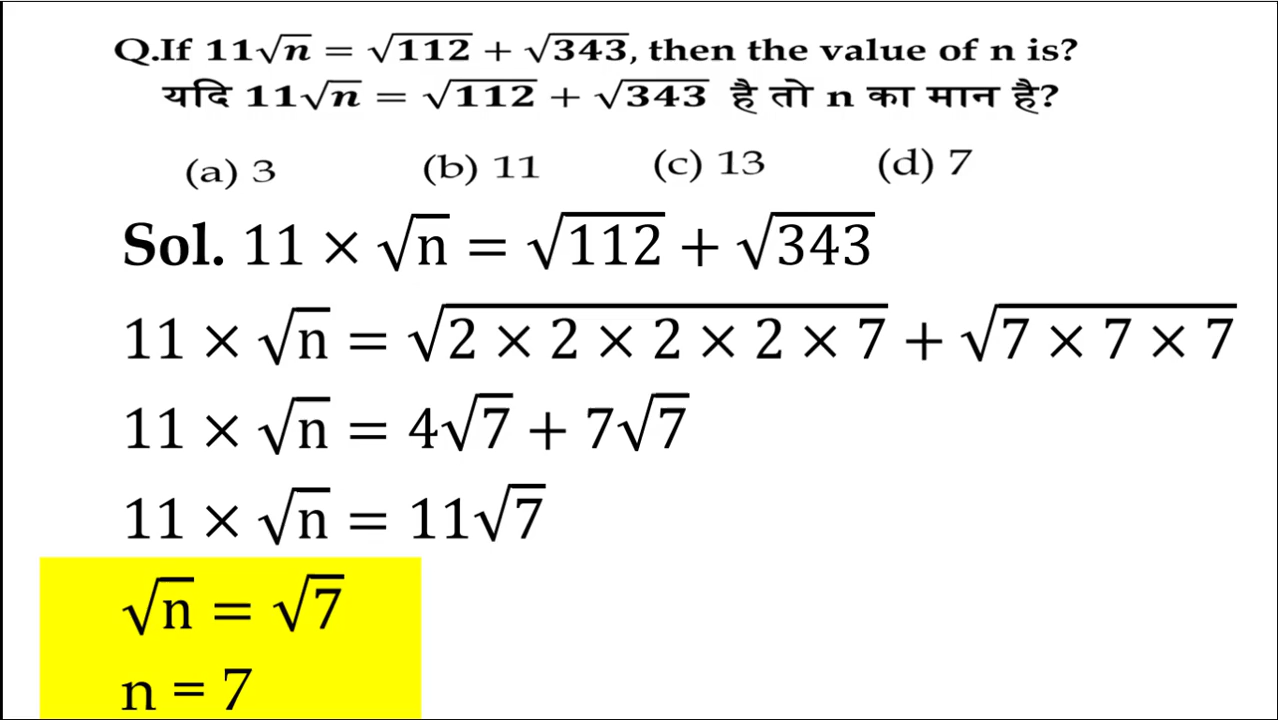 Q.If 11√n = √112 + √343, then the value of n is?
यदि 11√n = √112 + √343 है तो n का मान है?
(a) 3 (b) 11 (c) 13 (d) 7
Sol. 11 × √n = √112 + √343
11 × √n = √2 × 2 × 2 × 2 × 7 + √7 × 7 × 7
11 × √n = 4√7 + 7√7
11 × √n = 11√7
√n = √7
n = 7